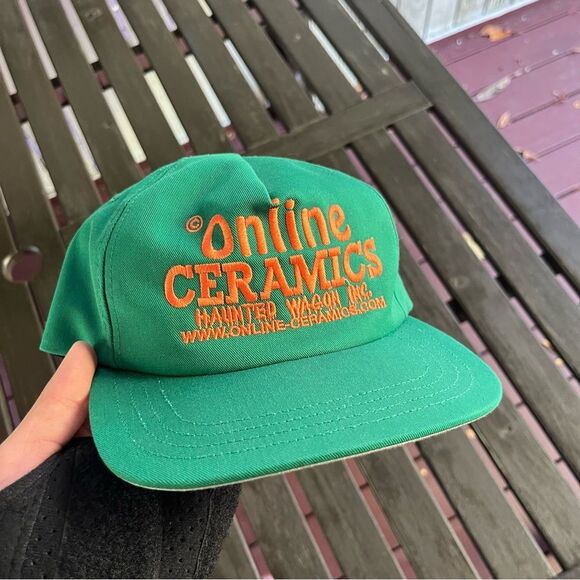 © Online
CERAMICS
HAUNTED WAGON INC.
WWW.ONLINE-CERAMICS.COM